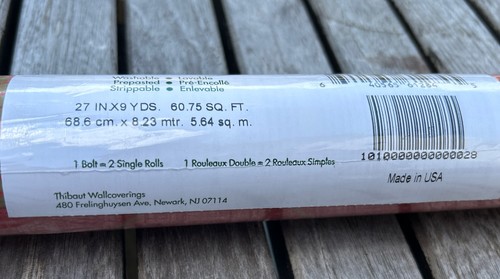 Washable • Lavable
Prepasted • Pré-Encollé
Strippable • Enlevable
27 IN.X9 YDS. 60.75 SQ. FT.
68.6 cm. x 8.23 mtr. 5.64 sq. m.
1 Bolt = 2 Single Rolls 1 Rouleaux Double = 2 Rouleaux Simples
1010000000000028
Made in USA
Thibaut Wallcoverings
480 Frelinghuysen Ave. Newark, NJ 07114